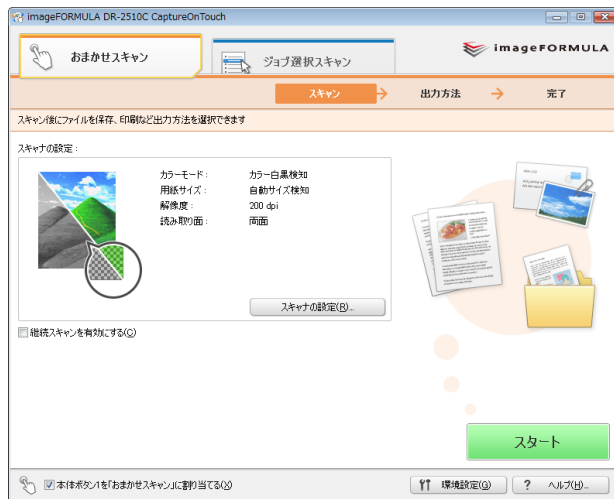 imageFORMULA DR-2510C CaptureOnTouch
おまかせスキャン
ジョブ選択スキャン
imageFORMULA
スキャン
出力方法
完了
スキャン後にファイルを保存、印刷など出力方法を選択できます
スキャナの設定:
カラーモード: カラー白黒検知
用紙サイズ: 自動サイズ検知
解像度: 200 dpi
読み取り面: 両面
スキャナの設定(R)...
継続スキャンを有効にする(C)
スタート
本体ボタン1を「おまかせスキャン」に割り当てる(X)
環境設定(G)
ヘルプ(H)...